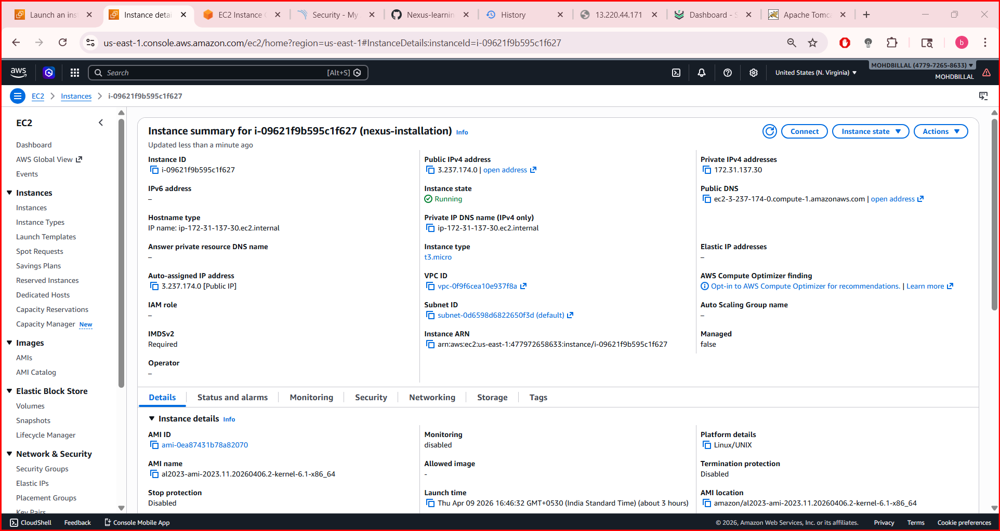 Launch an inst
Instance detai
EC2 Instance C
Security - My
Nexus-learnin
History
13.220.44.171
Dashboard - S
Apache Tomca
us-east-1.console.aws.amazon.com/ec2/home?region=us-east-1#InstanceDetails:instanceId=i-09621f9b595c1f627
b
aws
Search
[Alt+S]
United States (N. Virginia)
MOHDBILLAL (4779-7265-8633)
MOHDBILLAL
EC2
Instances
i-09621f9b595c1f627
EC2
Dashboard
AWS Global View
Events
Instances
Instances
Instance Types
Launch Templates
Spot Requests
Savings Plans
Reserved Instances
Dedicated Hosts
Capacity Reservations
Capacity Manager New
Images
AMIs
AMI Catalog
Elastic Block Store
Volumes
Snapshots
Lifecycle Manager
Network & Security
Security Groups
Elastic IPs
Placement Groups
Key Pairs
Instance summary for i-09621f9b595c1f627 (nexus-installation) Info
Updated less than a minute ago
Connect
Instance state
Actions
Instance ID
i-09621f9b595c1f627
Public IPv4 address
3.237.174.0 | open address
Private IPv4 addresses
172.31.137.30
IPv6 address
–
Instance state
Running
Public DNS
ec2-3-237-174-0.compute-1.amazonaws.com | open address
Hostname type
IP name: ip-172-31-137-30.ec2.internal
Private IP DNS name (IPv4 only)
ip-172-31-137-30.ec2.internal
Answer private resource DNS name
–
Instance type
t3.micro
Elastic IP addresses
–
Auto-assigned IP address
3.237.174.0 [Public IP]
VPC ID
vpc-0f9f6cea10e937f8a
AWS Compute Optimizer finding
Opt-in to AWS Compute Optimizer for recommendations. | Learn more
IAM role
–
Subnet ID
subnet-0d6598d6822650f3d (default)
Auto Scaling Group name
–
IMDSv2
Required
Instance ARN
arn:aws:ec2:us-east-1:477972658633:instance/i-09621f9b595c1f627
Managed
false
Operator
–
Details
Status and alarms
Monitoring
Security
Networking
Storage
Tags
Instance details Info
AMI ID
ami-0ea87431b78a82070
Monitoring
disabled
Platform details
Linux/UNIX
AMI name
al2023-ami-2023.11.20260406.2-kernel-6.1-x86_64
Allowed image
-
Termination protection
Disabled
Stop protection
Disabled
Launch time
Thu Apr 09 2026 16:46:32 GMT+0530 (India Standard Time) (about 3 hours)
AMI location
amazon/al2023-ami-2023.11.20260406.2-kernel-6.1-x86_64
CloudShell
Feedback
Console Mobile App
© 2026, Amazon Web Services, Inc. or its affiliates.
Privacy
Terms
Cookie preferences